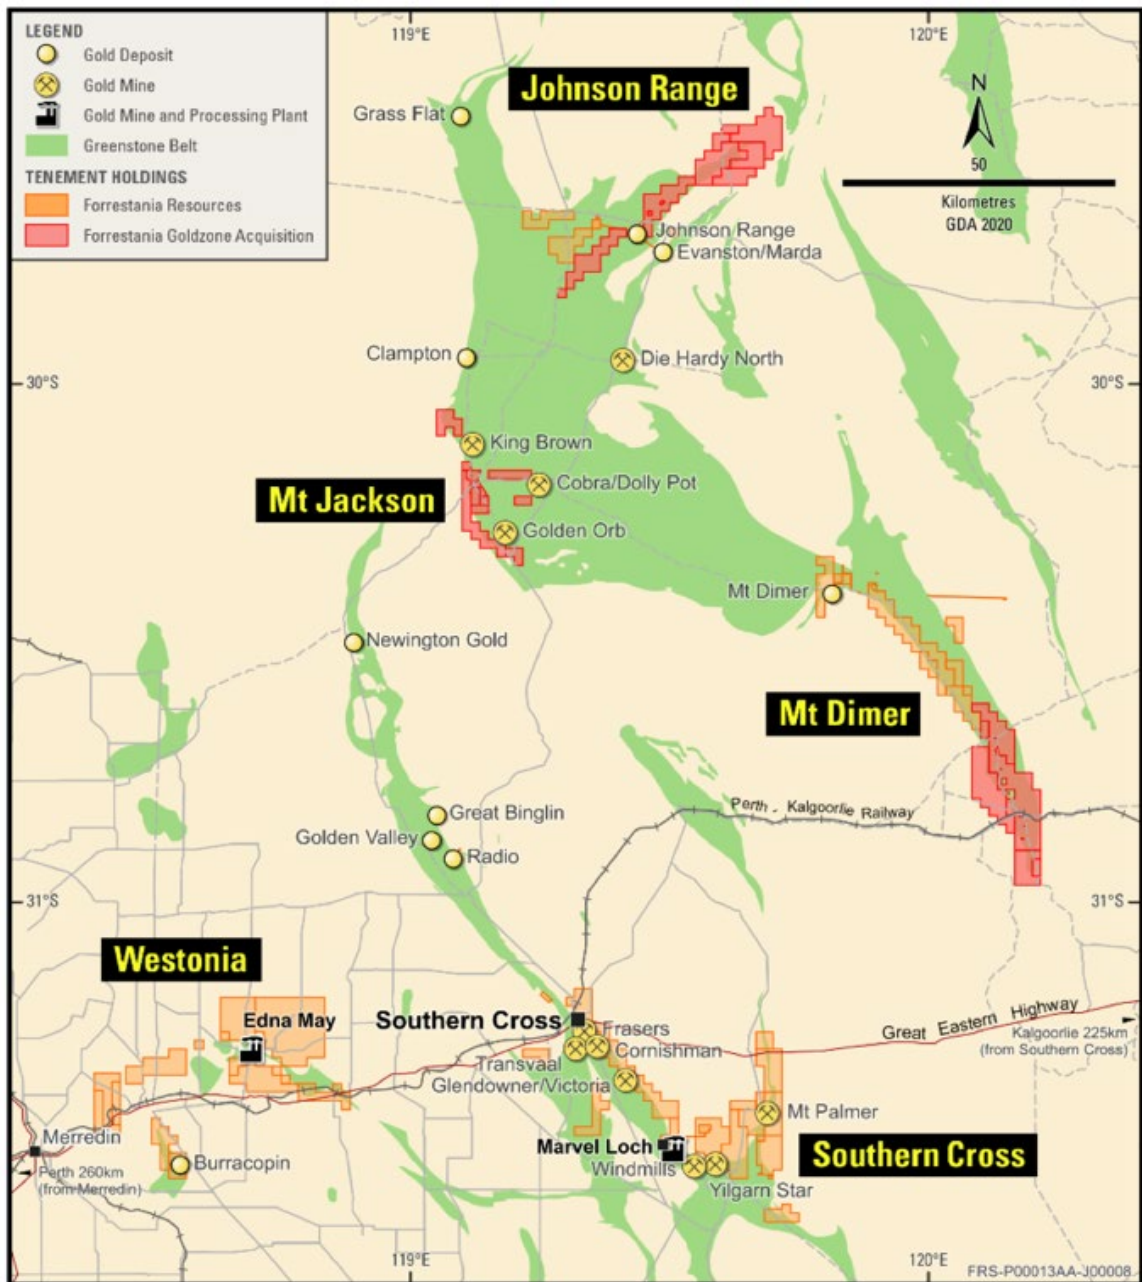 LEGEND
Gold Deposit
Gold Mine
Gold Mine and Processing Plant
Greenstone Belt
TENEMENT HOLDINGS
Forrestania Resources
Forrestania Goldzone Acquisition
119°E
120°E
N
50
Kilometres
GDA 2020
Johnson Range
Grass Flat
Johnson Range
Evanston/Marda
Clampton
Die Hardy North
30°S
30°S
King Brown
Mt Jackson
Cobra/Dolly Pot
Golden Orb
Mt Dimer
Newington Gold
Mt Dimer
Great Binglin
Golden Valley
Radio
Perth - Kalgoorlie Railway
31°S
31°S
Westonia
Edna May
Southern Cross
Frasers
Cornishman
Transvaal
Glendowner/Victoria
Great Eastern Highway
Kalgoorlie 225km
(from Southern Cross)
Mt Palmer
Merredin
Perth 260km
(from Merredin)
Burracopin
Marvel Loch
Windmills
Yilgarn Star
Southern Cross
119°E
120°E
FRS-P00013AA-J00008